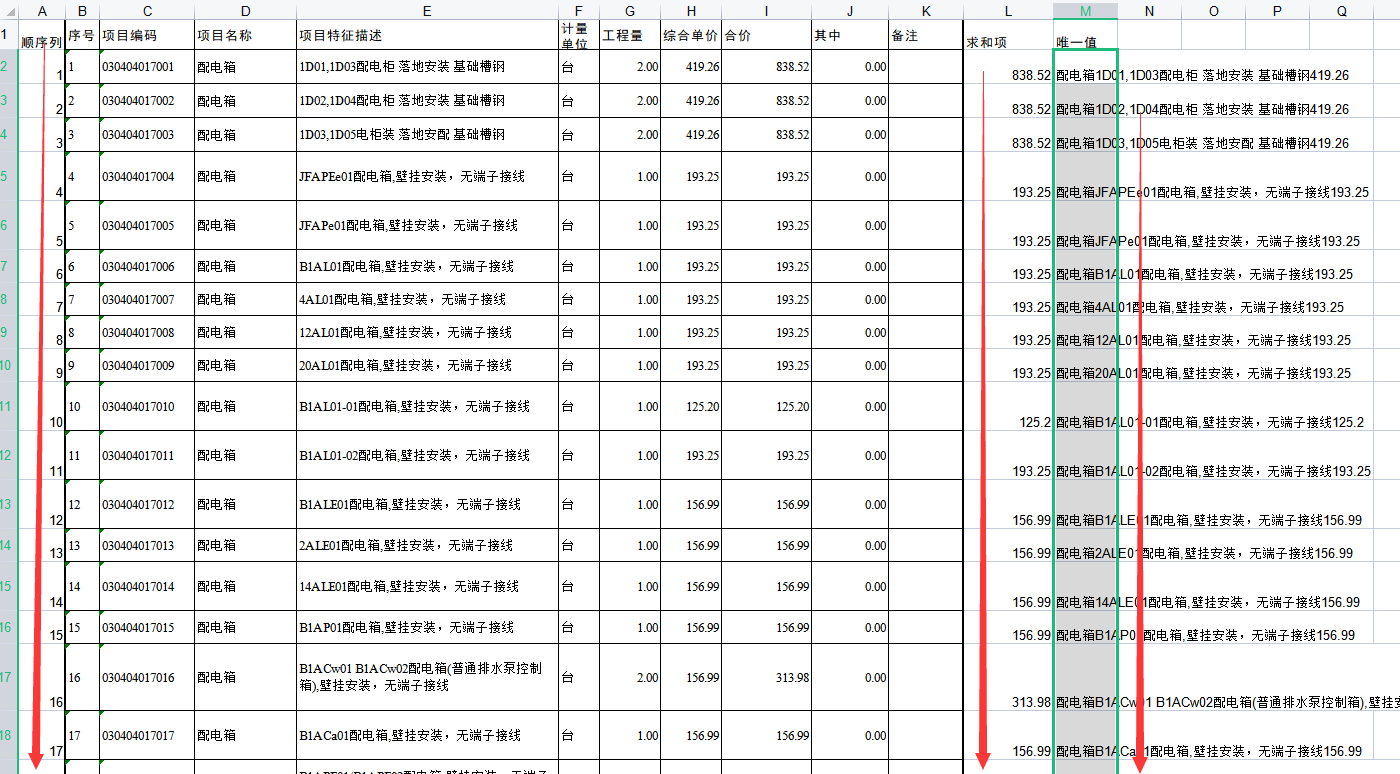 A B C D E F G H I J K L M N O P Q
1 顺序列 序号 项目编码 项目名称 项目特征描述 计量单位 工程量 综合单价 合价 其中 备注 求和项 唯一值
2 1 1 030404017001 配电箱 1D01,1D03配电柜 落地安装 基础槽钢 台 2.00 419.26 838.52 0.00 838.52 配电箱1D01,1D03配电柜 落地安装 基础槽钢419.26
3 2 2 030404017002 配电箱 1D02,1D04配电柜 落地安装 基础槽钢 台 2.00 419.26 838.52 0.00 838.52 配电箱1D02,1D04配电柜 落地安装 基础槽钢419.26
4 3 3 030404017003 配电箱 1D03,1D05电柜装 落地安配 基础槽钢 台 2.00 419.26 838.52 0.00 838.52 配电箱1D03,1D05电柜装 落地安配 基础槽钢419.26
5 4 4 030404017004 配电箱 JFAPEe01配电箱,壁挂安装，无端子接线 台 1.00 193.25 193.25 0.00 193.25 配电箱JFAPEe01配电箱,壁挂安装，无端子接线193.25
6 5 5 030404017005 配电箱 JFAPe01配电箱,壁挂安装，无端子接线 台 1.00 193.25 193.25 0.00 193.25 配电箱JFAPe01配电箱,壁挂安装，无端子接线193.25
7 6 6 030404017006 配电箱 B1AL01配电箱,壁挂安装，无端子接线 台 1.00 193.25 193.25 0.00 193.25 配电箱B1AL01配电箱,壁挂安装，无端子接线193.25
8 7 7 030404017007 配电箱 4AL01配电箱,壁挂安装，无端子接线 台 1.00 193.25 193.25 0.00 193.25 配电箱4AL01配电箱,壁挂安装，无端子接线193.25
9 8 8 030404017008 配电箱 12AL01配电箱,壁挂安装，无端子接线 台 1.00 193.25 193.25 0.00 193.25 配电箱12AL01配电箱,壁挂安装，无端子接线193.25
10 9 9 030404017009 配电箱 20AL01配电箱,壁挂安装，无端子接线 台 1.00 193.25 193.25 0.00 193.25 配电箱20AL01配电箱,壁挂安装，无端子接线193.25
11 10 10 030404017010 配电箱 B1AL01-01配电箱,壁挂安装，无端子接线 台 1.00 125.20 125.20 0.00 125.2 配电箱B1AL01-01配电箱,壁挂安装，无端子接线125.2
12 11 11 030404017011 配电箱 B1AL01-02配电箱,壁挂安装，无端子接线 台 1.00 193.25 193.25 0.00 193.25 配电箱B1AL01-02配电箱,壁挂安装，无端子接线193.25
13 12 12 030404017012 配电箱 B1ALE01配电箱,壁挂安装，无端子接线 台 1.00 156.99 156.99 0.00 156.99 配电箱B1ALE01配电箱,壁挂安装，无端子接线156.99
14 13 13 030404017013 配电箱 2ALE01配电箱,壁挂安装，无端子接线 台 1.00 156.99 156.99 0.00 156.99 配电箱2ALE01配电箱,壁挂安装，无端子接线156.99
15 14 14 030404017014 配电箱 14ALE01配电箱,壁挂安装，无端子接线 台 1.00 156.99 156.99 0.00 156.99 配电箱14ALE01配电箱,壁挂安装，无端子接线156.99
16 15 15 030404017015 配电箱 B1AP01配电箱,壁挂安装，无端子接线 台 1.00 156.99 156.99 0.00 156.99 配电箱B1AP01配电箱,壁挂安装，无端子接线156.99
17 16 16 030404017016 配电箱 B1ACw01 B1ACw02配电箱(普通排水泵控制箱),壁挂安装，无端子接线 台 2.00 156.99 313.98 0.00 313.98 配电箱B1ACw01 B1ACw02配电箱(普通排水泵控制箱),壁挂安
18 17 17 030404017017 配电箱 B1ACa01配电箱,壁挂安装，无端子接线 台 1.00 156.99 156.99 0.00 156.99 配电箱B1ACa01配电箱,壁挂安装，无端子接线156.99